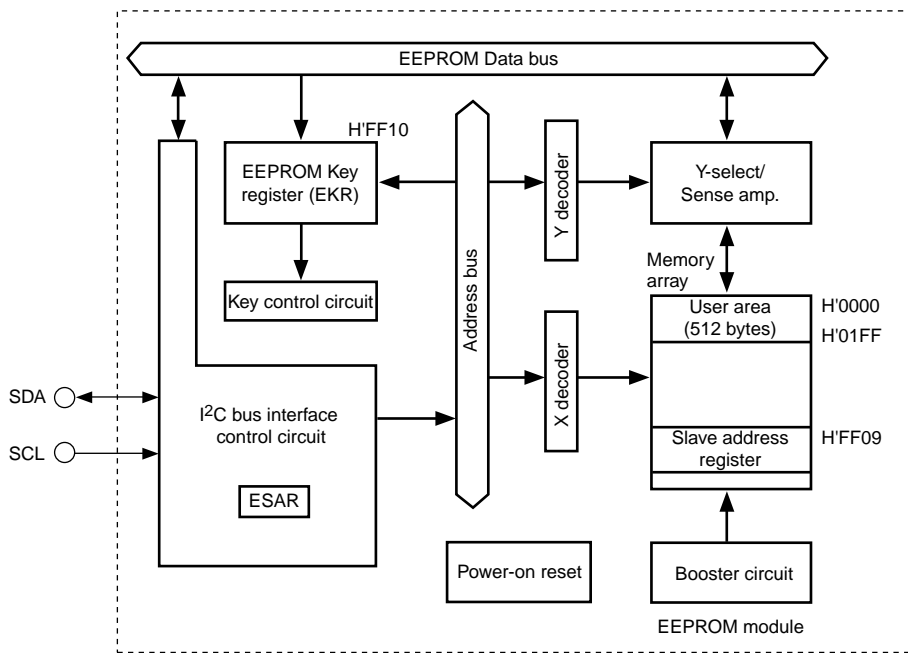 EEPROM Data bus
H'FF10
EEPROM Key
register (EKR)
Y decoder
Y-select/
Sense amp.
Key control circuit
Address bus
Memory
array
User area
(512 bytes)
H'0000
H'01FF
X decoder
SDA
SCL
I²C bus interface
control circuit
ESAR
Slave address
register
H'FF09
Power-on reset
Booster circuit
EEPROM module